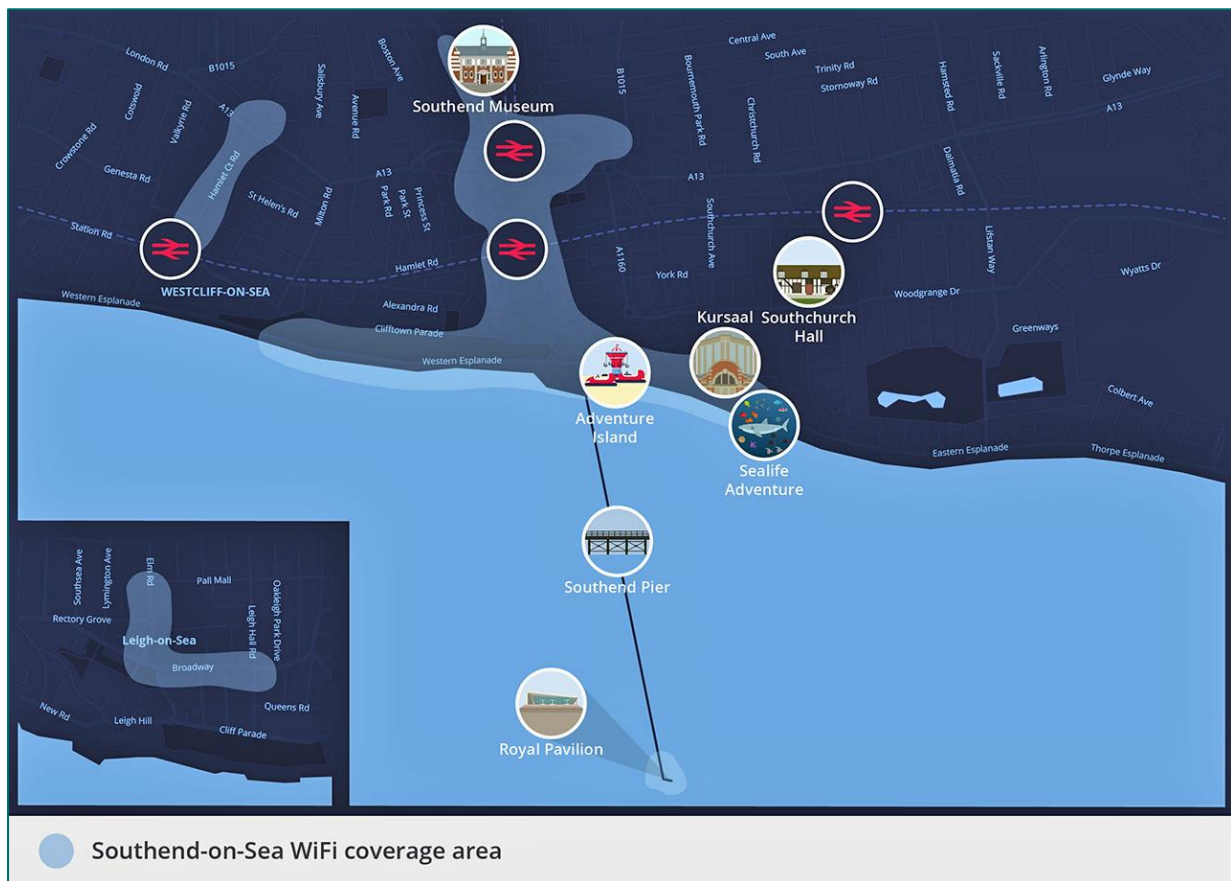 London Rd
B1015
Boston Ave
Southend Museum
B1015
Bournemouth Park Rd
Central Ave
South Ave
Trinity Rd
Stornoway Rd
Hamsted Rd
Sackville Rd
Arlington Rd
Glynde Way
A13
Cotswold
Valkyrie Rd
A13
Salisbury Ave
Avenue Rd
Crowstone Rd
Genesta Rd
Hamlet Ct Rd
St Helen's Rd
Milton Rd
A13
Park Rd
Park St
Princess St
A13
Christchurch Rd
Dalmatia Rd
Station Rd
WESTCLIFF-ON-SEA
Hamlet Rd
A1160
York Rd
Southchurch Ave
Lifstan Way
Wyatts Dr
Western Esplanade
Alexandra Rd
Clifftown Parade
Western Esplanade
Kursaal
Southchurch
Hall
Woodgrange Dr
Greenways
Colbert Ave
Adventure
Island
Sealife
Adventure
Eastern Esplanade
Thorpe Esplanade
Southend Pier
Royal Pavilion
Southsea Ave
Lymington Ave
Elm Rd
Pall Mall
Oakleigh Park Drive
Leigh Hall Rd
Rectory Grove
Leigh-on-Sea
Broadway
New Rd
Leigh Hill
Queens Rd
Cliff Parade
Southend-on-Sea WiFi coverage area